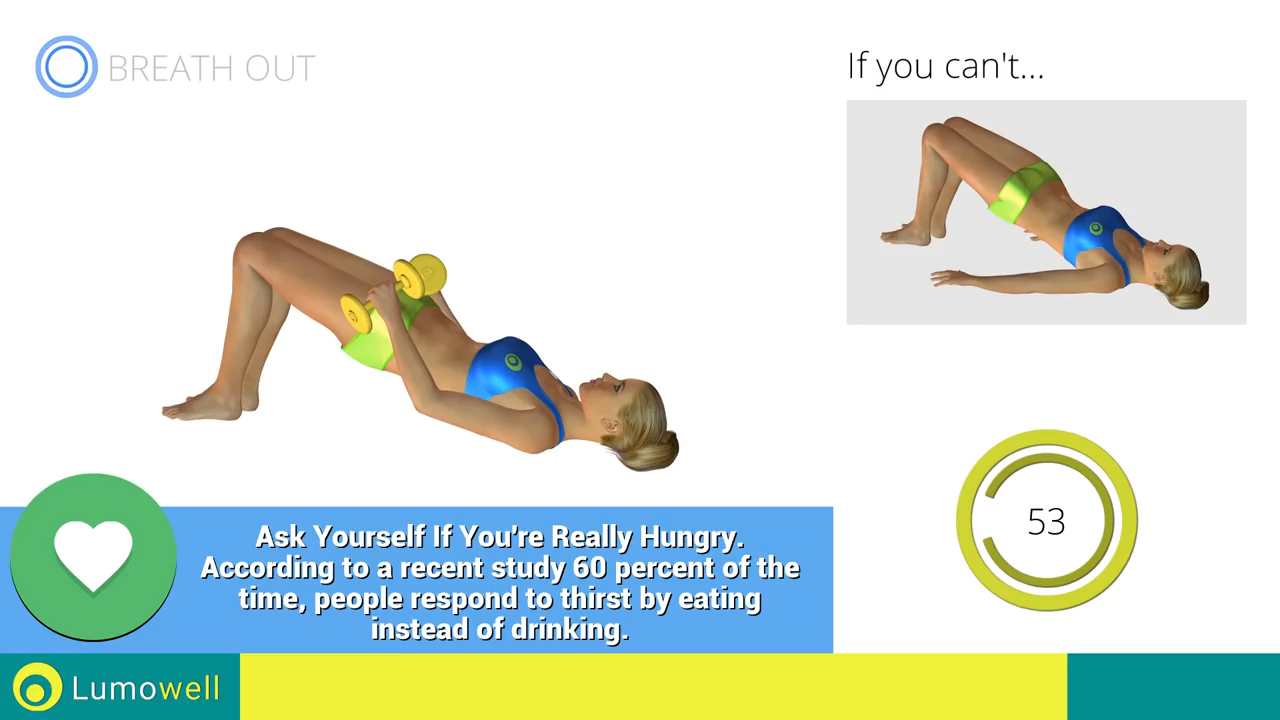 BREATH OUT
If you can't...
53
Ask Yourself If You're Really Hungry.
According to a recent study 60 percent of the
time, people respond to thirst by eating
instead of drinking.
Lumowell